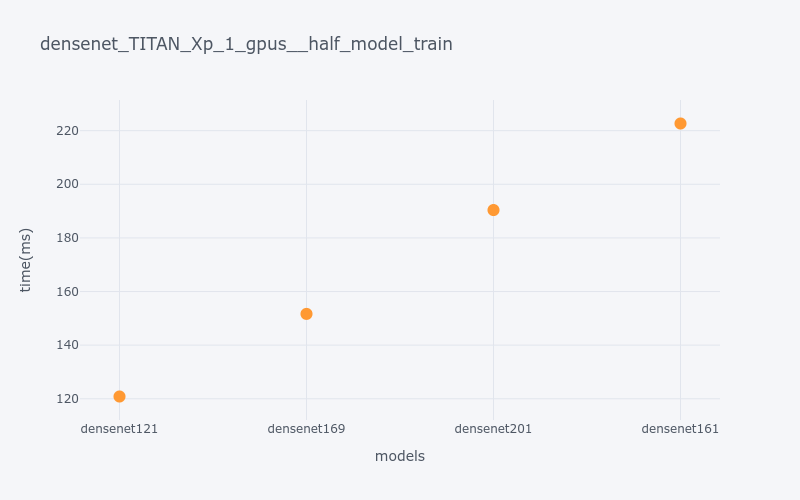 densenet_TITAN_Xp_1_gpus__half_model_train
220
200
180
160
140
120
time(ms)
densenet121
densenet169
densenet201
densenet161
models